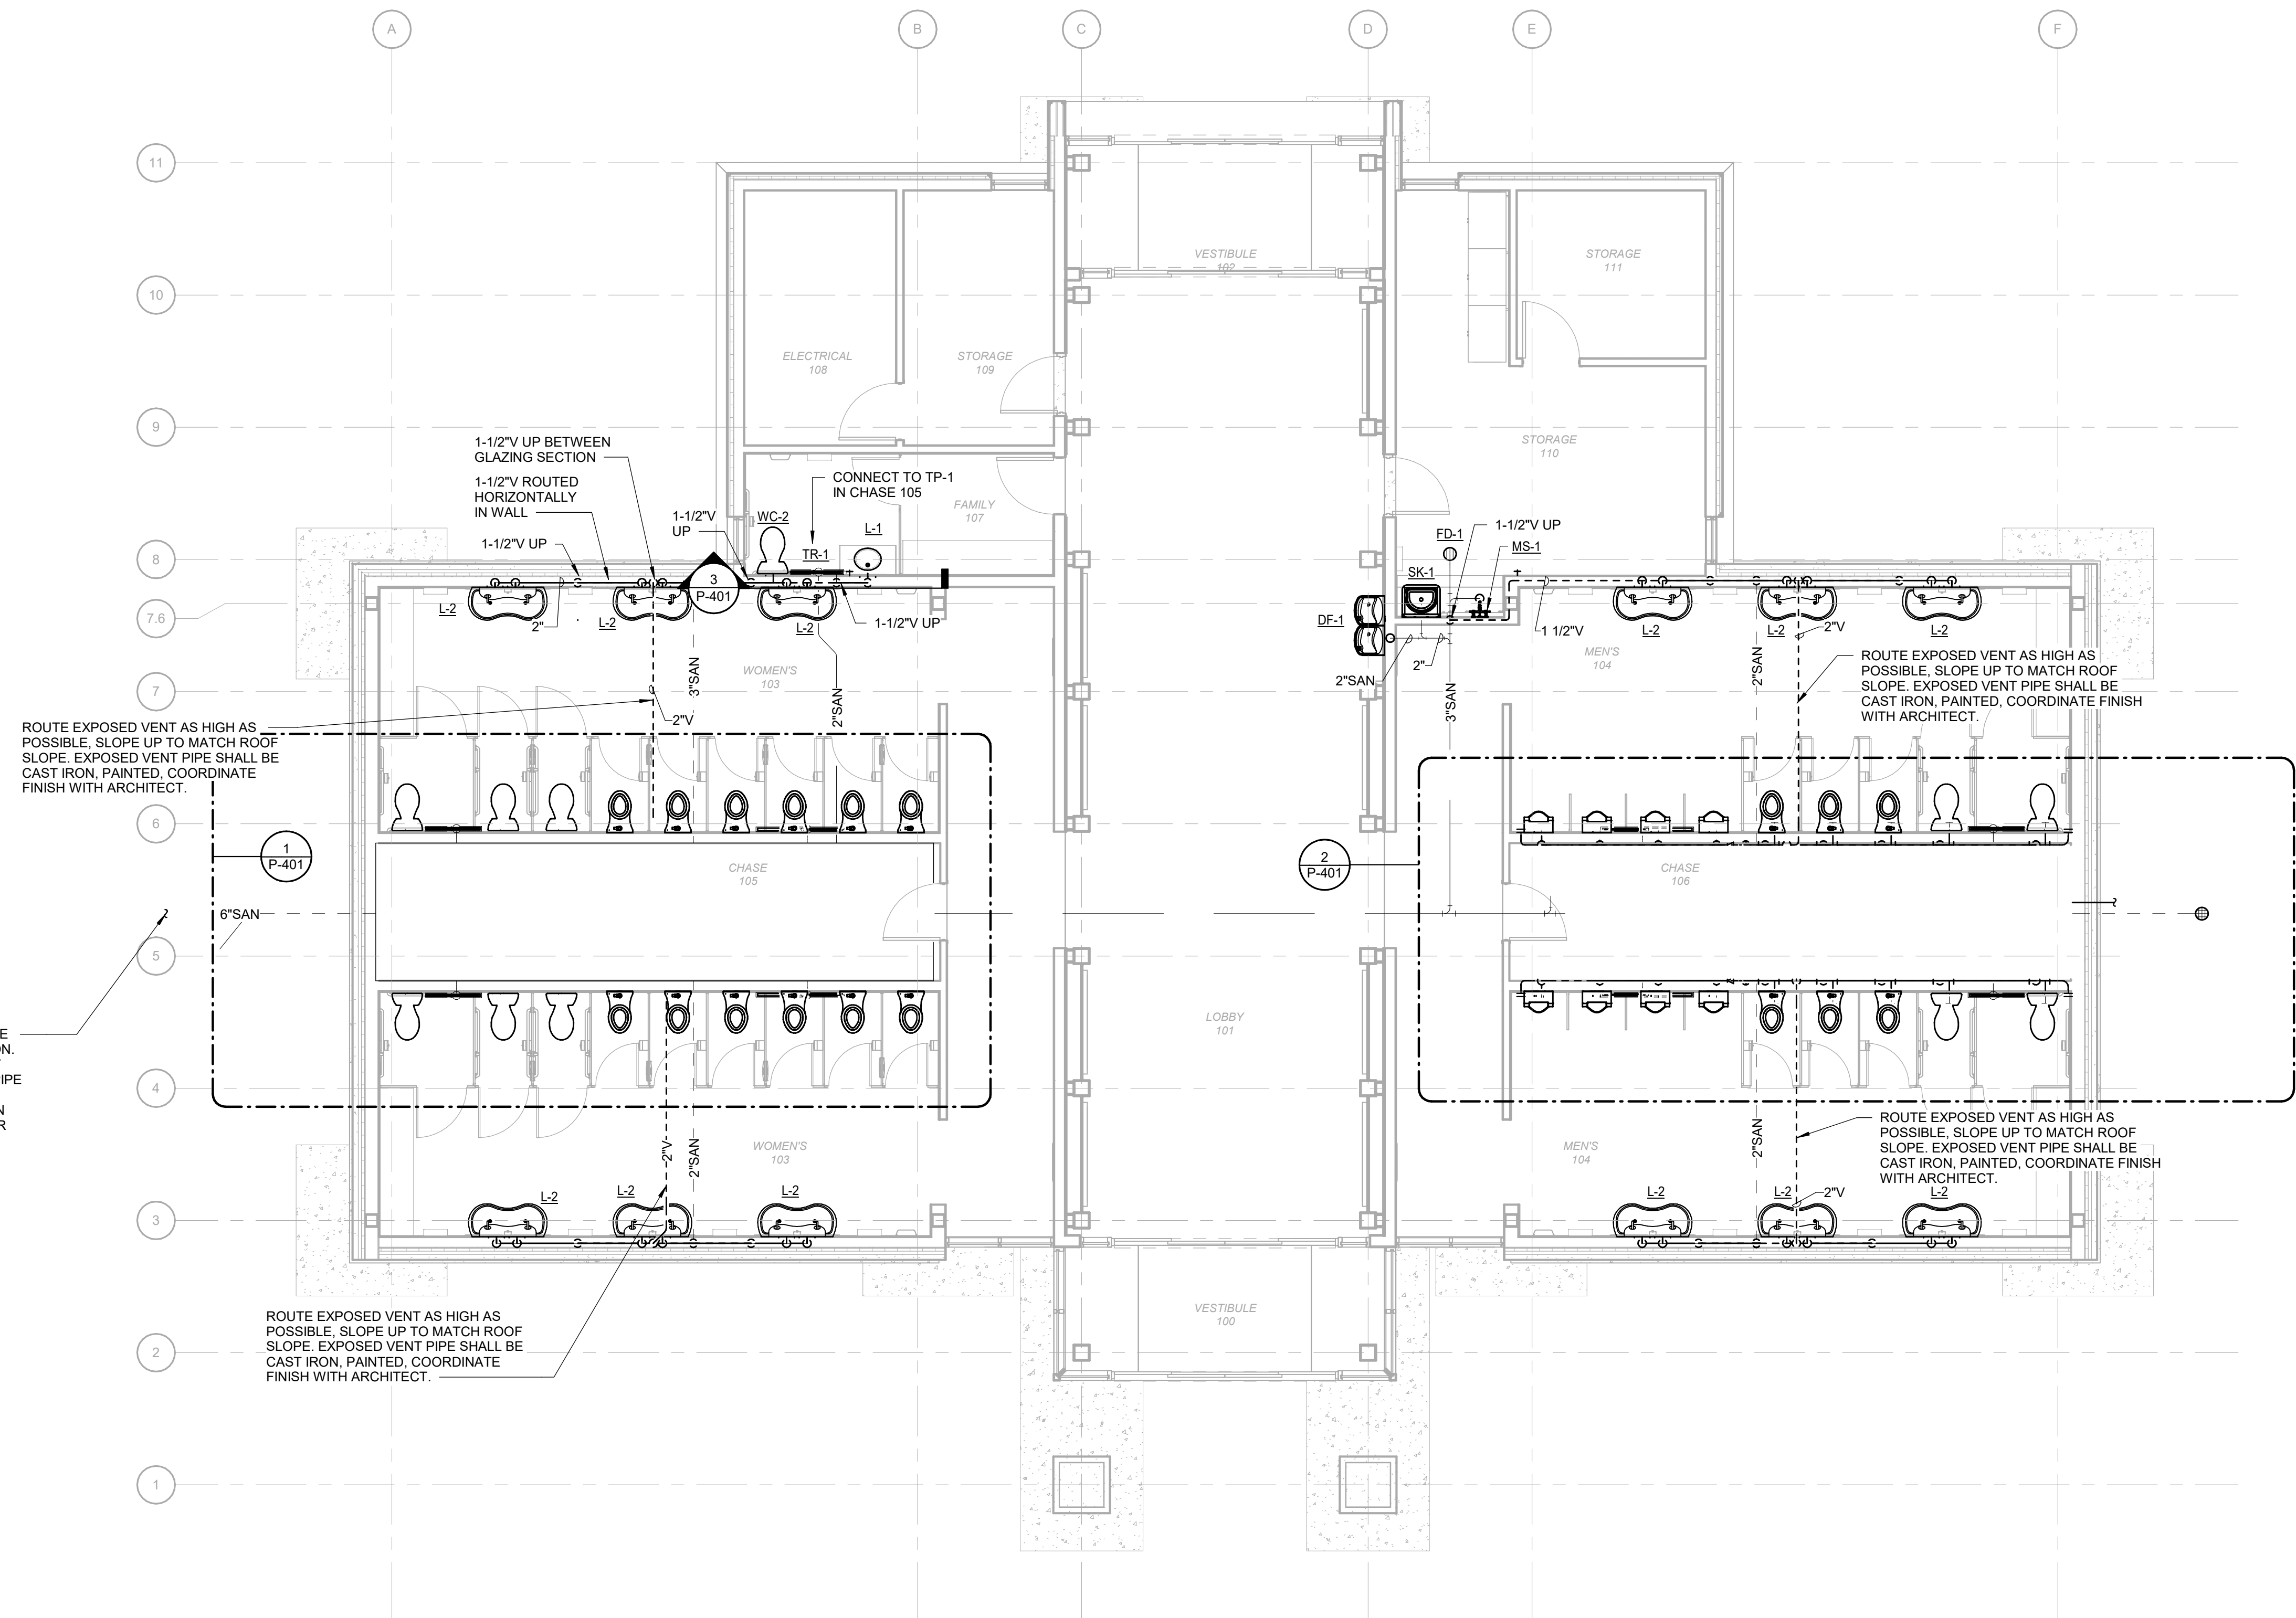 A
B
C
D
E
F
11
10
9
8
7.6
7
6
5
4
3
2
1
VESTIBULE
102
STORAGE
111
ELECTRICAL
108
STORAGE
109
STORAGE
110
1-1/2"V UP BETWEEN
GLAZING SECTION
1-1/2"V ROUTED
HORIZONTALLY
IN WALL
1-1/2"V UP
1-1/2"V
UP
WC-2
CONNECT TO TP-1
IN CHASE 105
TR-1
L-1
FAMILY
107
3
P-401
1-1/2"V UP
L-2
2"
L-2
L-2
FD-1
1-1/2"V UP
MS-1
SK-1
DF-1
2"SAN
2"
3"SAN
1 1/2"V
L-2
L-2
L-2
2"V
MEN'S
104
2"SAN
ROUTE EXPOSED VENT AS HIGH AS
POSSIBLE, SLOPE UP TO MATCH ROOF
SLOPE. EXPOSED VENT PIPE SHALL BE
CAST IRON, PAINTED, COORDINATE FINISH
WITH ARCHITECT.
WOMEN'S
103
3"SAN
2"SAN
2"V
ROUTE EXPOSED VENT AS HIGH AS
POSSIBLE, SLOPE UP TO MATCH ROOF
SLOPE. EXPOSED VENT PIPE SHALL BE
CAST IRON, PAINTED, COORDINATE
FINISH WITH ARCHITECT.
1
P-401
2
P-401
CHASE
105
CHASE
106
6"SAN
LOBBY
101
E
ON.
PIPE
N
R
WOMEN'S
103
2"V
2"SAN
L-2
L-2
L-2
MEN'S
104
2"SAN
L-2
L-2
L-2
2"V
ROUTE EXPOSED VENT AS HIGH AS
POSSIBLE, SLOPE UP TO MATCH ROOF
SLOPE. EXPOSED VENT PIPE SHALL BE
CAST IRON, PAINTED, COORDINATE FINISH
WITH ARCHITECT.
ROUTE EXPOSED VENT AS HIGH AS
POSSIBLE, SLOPE UP TO MATCH ROOF
SLOPE. EXPOSED VENT PIPE SHALL BE
CAST IRON, PAINTED, COORDINATE
FINISH WITH ARCHITECT.
VESTIBULE
100